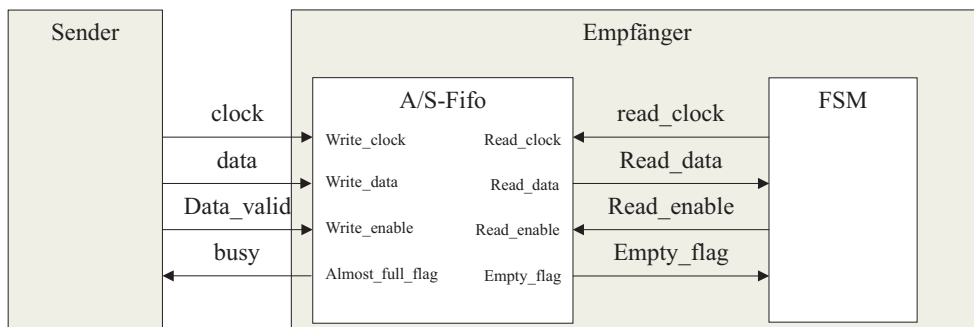 Sender
Empfänger
A/S-Fifo
FSM
clock
Write_clock
Read_clock
read_clock
data
Write_data
Read_data
Read_data
Data_valid
Write_enable
Read_enable
Read_enable
busy
Almost_full_flag
Empty_flag
Empty_flag